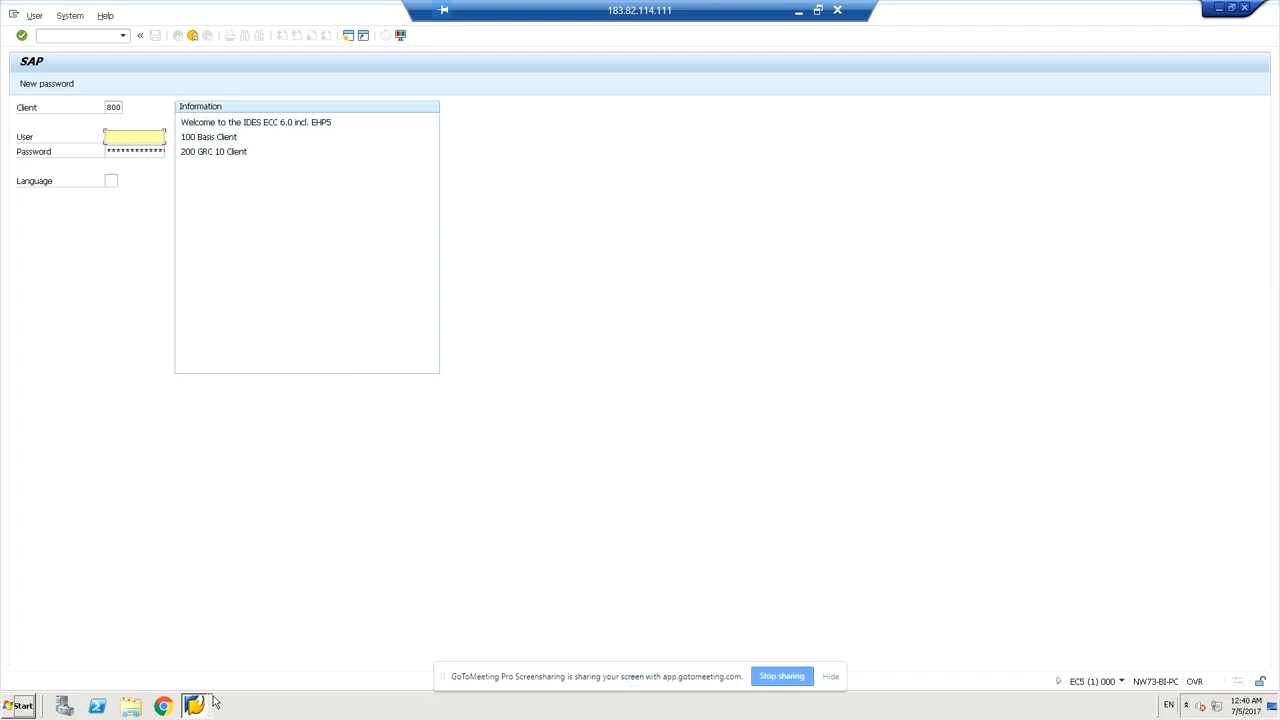 183.82.114.111
User System Help
SAP
New password
Client 800
User
Password *************
Language
Information
Welcome to the IDES ECC 6.0 incl. EHP5
100 Basis Client
200 GRC 10 Client
GoToMeeting Pro Screensharing is sharing your screen with app.gotomeeting.com. Stop sharing Hide
EC5 (1) 000 NW73-BI-PC OVR
Start
EN
12:40 AM
7/5/2017